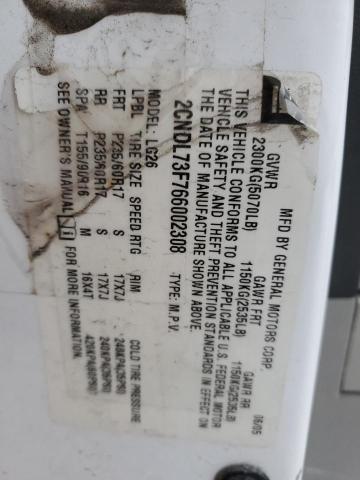 MFD BY GENERAL MOTORS CORP. 06/05
GVWR GAWR FRT GAWR RR
2300KG(5070LB) 1150KG(2535LB) 1150KG(2535LB)
THIS VEHICLE CONFORMS TO ALL APPLICABLE U.S. FEDERAL MOTOR
VEHICLE SAFETY AND THEFT PREVENTION STANDARDS IN EFFECT ON
THE DATE OF MANUFACTURE SHOWN ABOVE.
2CNDL73F766002308 TYPE: M.P.V.
MODEL: LG26
LPBL TIRE SIZE SPEED RTG RIM COLD TIRE PRESSURE
FRT P235/60R17 S 17X7J 240KPA(35PSI)
RR P235/60R17 S 17X7J 240KPA(35PSI)
SPR T155/90R16 M 16X4T 420KPA(60PSI)
SEE OWNER'S MANUAL FOR MORE INFORMATION.